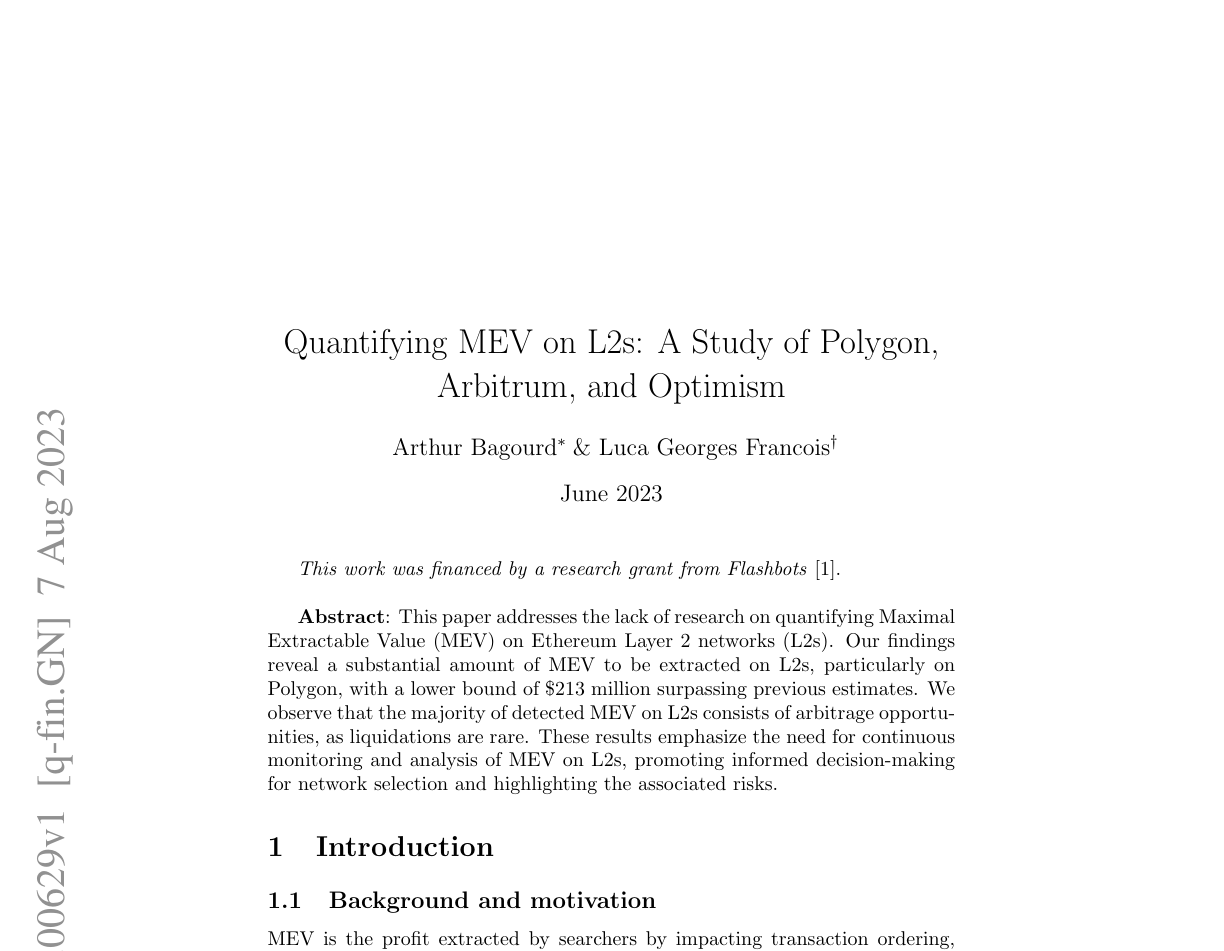 Quantifying MEV on L2s: A Study of Polygon,
Arbitrum, and Optimism
Arthur Bagourd* & Luca Georges Francois†
June 2023
This work was financed by a research grant from Flashbots [1].
Abstract: This paper addresses the lack of research on quantifying Maximal
Extractable Value (MEV) on Ethereum Layer 2 networks (L2s). Our findings
reveal a substantial amount of MEV to be extracted on L2s, particularly on
Polygon, with a lower bound of $213 million surpassing previous estimates. We
observe that the majority of detected MEV on L2s consists of arbitrage opportu-
nities, as liquidations are rare. These results emphasize the need for continuous
monitoring and analysis of MEV on L2s, promoting informed decision-making
for network selection and highlighting the associated risks.
1 Introduction
1.1 Background and motivation
MEV is the profit extracted by searchers by impacting transaction ordering,
00629v1 [q-fin.GN] 7 Aug 2023